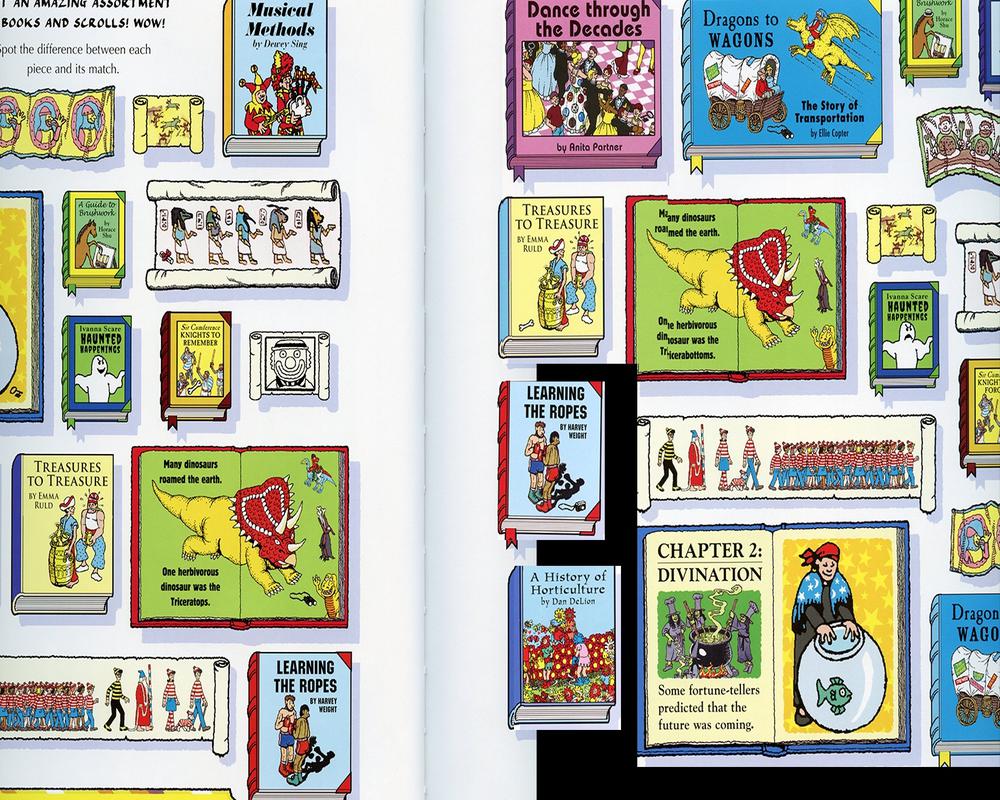 AN AMAZING ASSORTMENT
BOOKS AND SCROLLS! WOW!
Spot the difference between each
piece and its match.
Musical
Methods
by Dewey Sing
A Guide to
Brushwork
by
Horace
Shu
Ivanna Scare
HAUNTED
HAPPENINGS
Sir Cumference
KNIGHTS TO
REMEMBER
TREASURES
TO TREASURE
BY EMMA
RULD
Many dinosaurs
roamed the earth.
One herbivorous
dinosaur was the
Triceratops.
LEARNING
THE ROPES
BY HARVEY
WEIGHT
Dance through
the Decades
by Anita Partner
Dragons to
WAGONS
The Story of
Transportation
by Ellie Copter
Brushwork
by
Horace
Shu
TREASURES
TO TREASURE
BY EMMA
RULD
Many dinosaurs
roamed the earth.
One herbivorous
dinosaur was the
Tricerabottoms.
Ivanna Scare
HAUNTED
HAPPENINGS
LEARNING
THE ROPES
BY HARVEY
WEIGHT
A History of
Horticulture
by Dan DeLion
CHAPTER 2:
DIVINATION
Some fortune-tellers
predicted that the
future was coming.
Dragon
WAGO